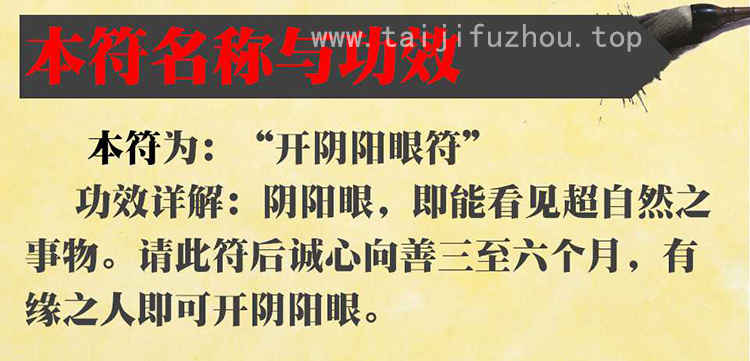 www.taijifuzhou.top
本符名称与功效
本符为：“开阴阳眼符”
功效详解：阴阳眼，即能看见超自然之
事物。请此符后诚心向善三至六个月，有
缘之人即可开阴阳眼。